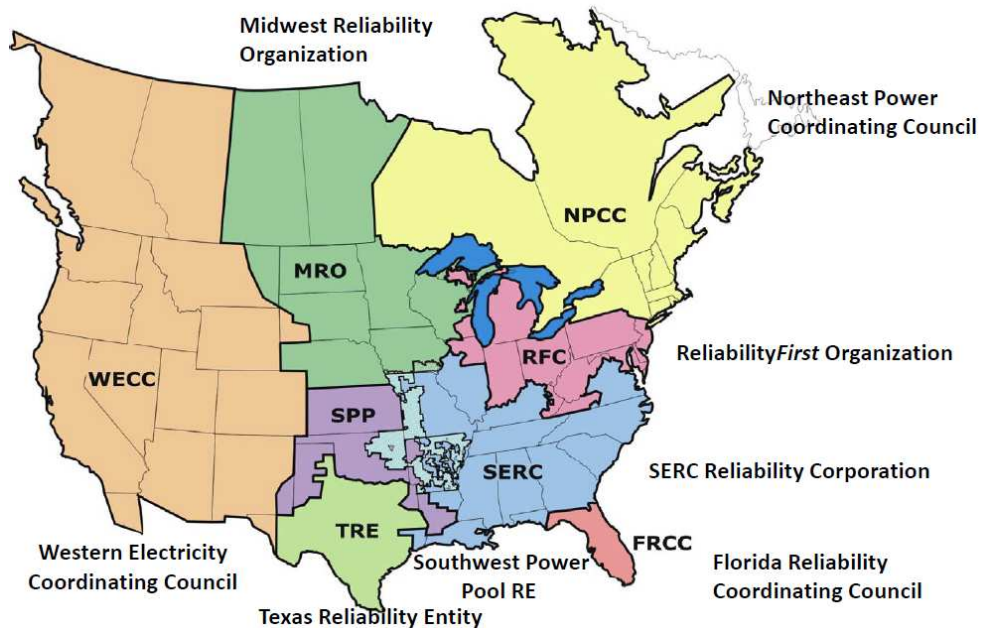 Midwest Reliability
Organization
Northeast Power
Coordinating Council
NPCC
MRO
ReliabilityFirst Organization
RFC
WECC
SPP
SERC
SERC Reliability Corporation
TRE
FRCC
Western Electricity
Coordinating Council
Southwest Power
Pool RE
Florida Reliability
Coordinating Council
Texas Reliability Entity